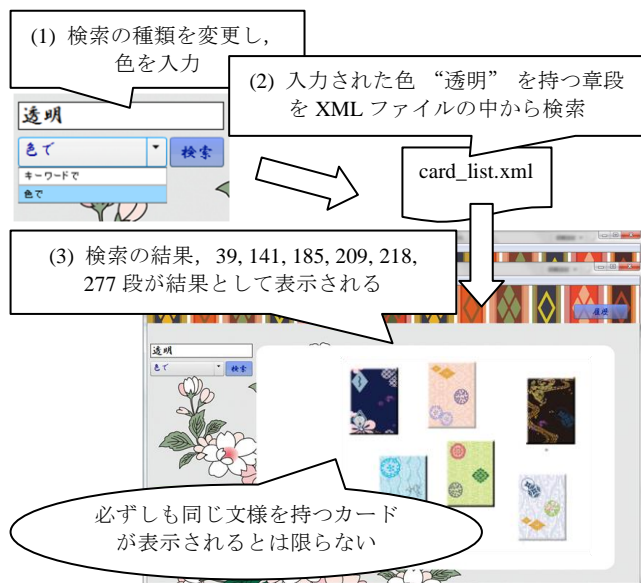 (1) 検索の種類を変更し,
色を入力
(2) 入力された色 “透明” を持つ章段
を XML ファイルの中から検索
透明
色で
検索
キーワードで
色で
card_list.xml
(3) 検索の結果, 39, 141, 185, 209, 218,
277 段が結果として表示される
履歴
透明
色で
検索
必ずしも同じ文様を持つカード
が表示されるとは限らない